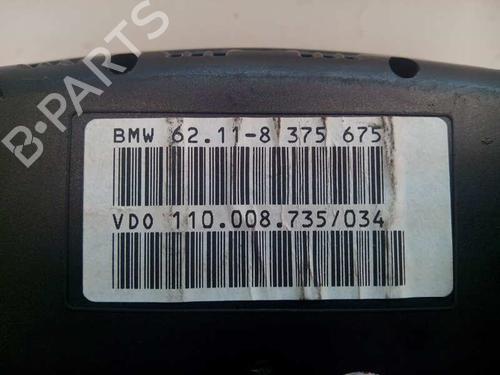 B-PARTS
BMW 62.11-8 375 675
VDO 110.008.735/034